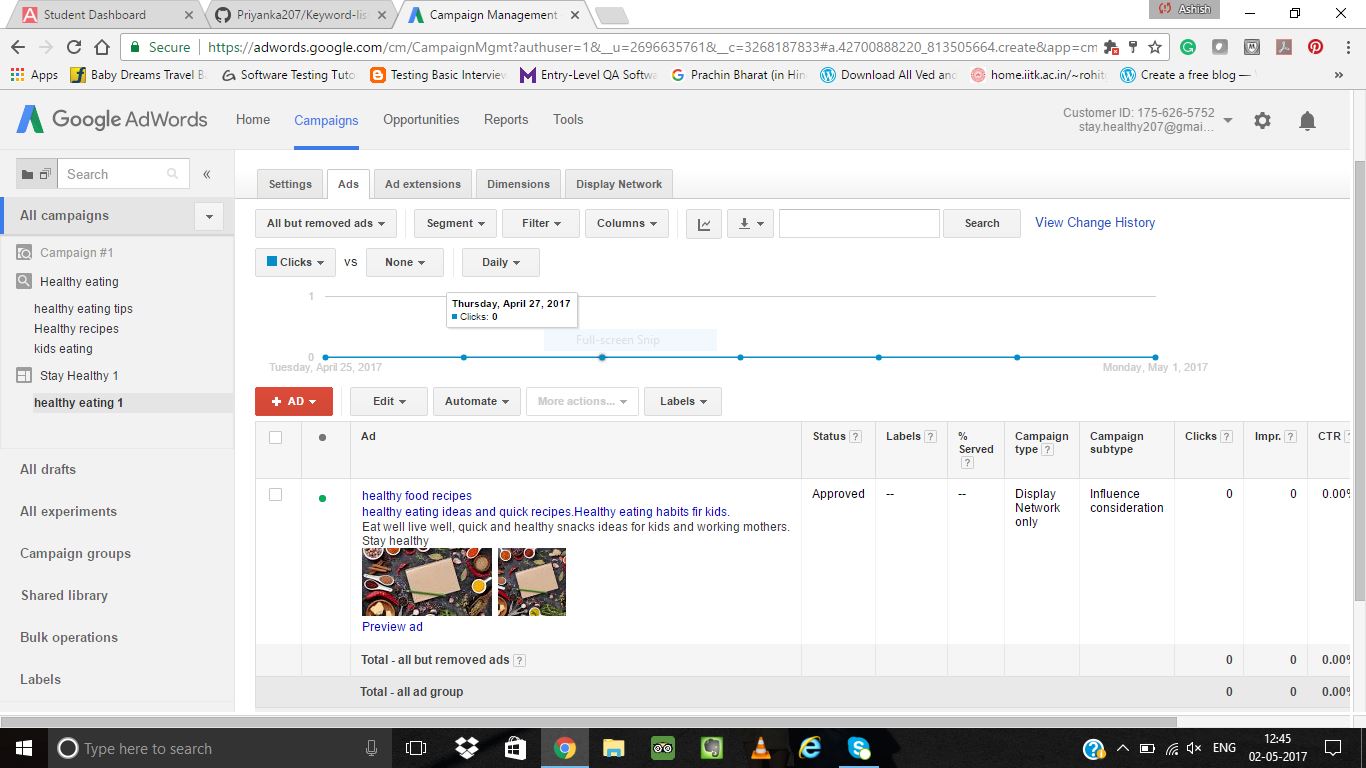 Student Dashboard
Priyanka207/Keyword-lis
Campaign Management
Ashish
Secure
https://adwords.google.com/cm/CampaignMgmt?authuser=1&__u=2696635761&__c=3268187833#a.42700888220_813505664.create&app=cm
Apps
Baby Dreams Travel B
Software Testing Tuto
Testing Basic Interview
Entry-Level QA Softwa
Prachin Bharat (in Hin
Download All Ved and
home.iitk.ac.in/~rohit
Create a free blog —
»
Google AdWords
Home
Campaigns
Opportunities
Reports
Tools
Customer ID: 175-626-5752
stay.healthy207@gmai...
Search
«
All campaigns
Campaign #1
Healthy eating
healthy eating tips
Healthy recipes
kids eating
Stay Healthy 1
healthy eating 1
All drafts
All experiments
Campaign groups
Shared library
Bulk operations
Labels
Settings
Ads
Ad extensions
Dimensions
Display Network
All but removed ads
Segment
Filter
Columns
Search
View Change History
Clicks
VS
None
Daily
1
Thursday, April 27, 2017
Clicks: 0
Full-screen Snip
0
Tuesday, April 25, 2017
Monday, May 1, 2017
+ AD
Edit
Automate
More actions...
Labels
Ad
Status ?
Labels ?
% Served ?
Campaign type ?
Campaign subtype
Clicks ?
Impr. ?
CTR ?
healthy food recipes
healthy eating ideas and quick recipes.Healthy eating habits fir kids.
Eat well live well, quick and healthy snacks ideas for kids and working mothers.
Stay healthy
Preview ad
Approved
--
--
Display Network only
Influence consideration
0
0
0.00%
Total - all but removed ads ?
0
0
0.00%
Total - all ad group
0
0
0.00%
Type here to search
ENG
12:45
02-05-2017